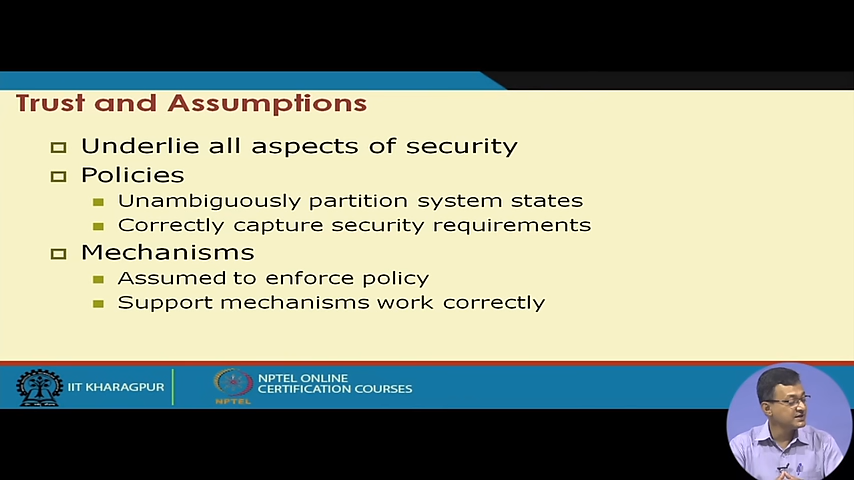 Trust and Assumptions
Underlie all aspects of security
Policies
Unambiguously partition system states
Correctly capture security requirements
Mechanisms
Assumed to enforce policy
Support mechanisms work correctly
IIT KHARAGPUR
NPTEL ONLINE
CERTIFICATION COURSES
NPTEL